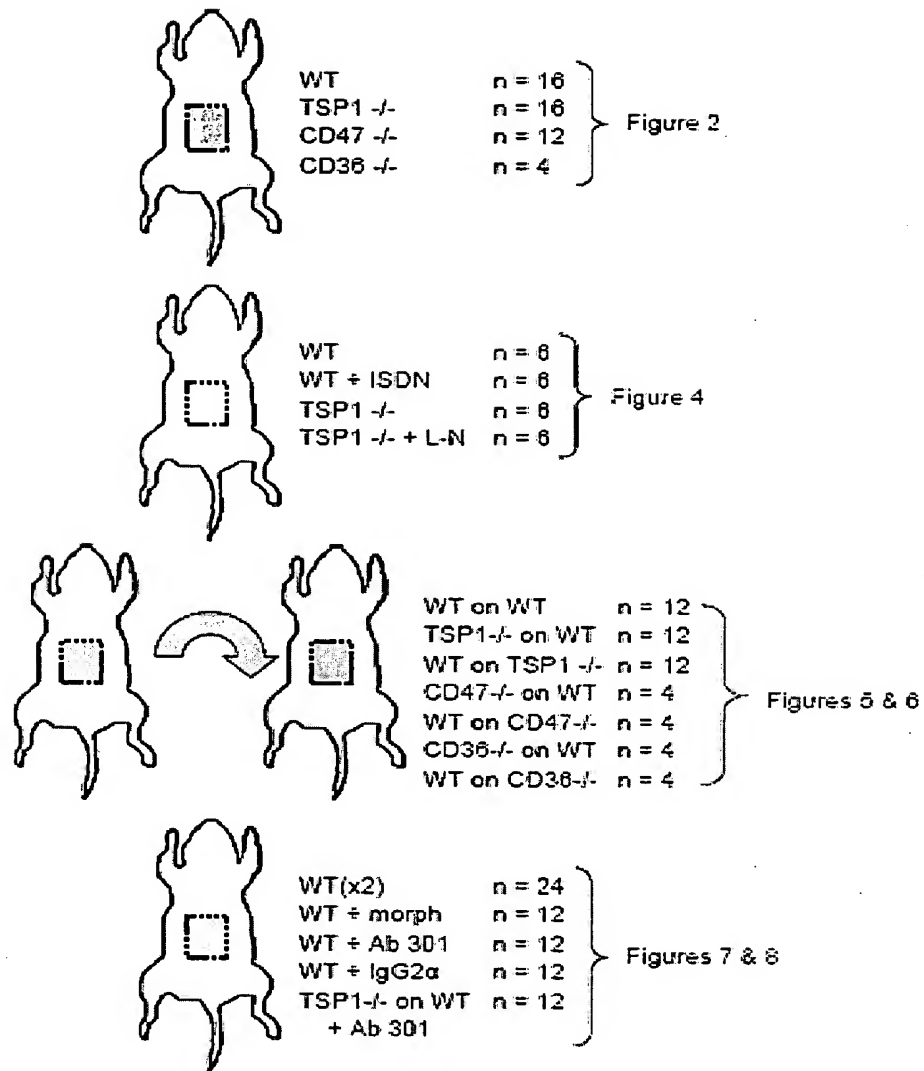 WT n = 16
TSP1 -/- n = 16
CD47 -/- n = 12
CD36 -/- n = 4
Figure 2
WT n = 6
WT + ISDN n = 6
TSP1 -/- n = 6
TSP1 -/- + L-N n = 6
Figure 4
WT on WT n = 12
TSP1-/- on WT n = 12
WT on TSP1 -/- n = 12
CD47-/- on WT n = 4
WT on CD47-/- n = 4
CD36-/- on WT n = 4
WT on CD36-/- n = 4
Figures 5 & 6
WT(x2) n = 24
WT + morph n = 12
WT + Ab 301 n = 12
WT + IgG2α n = 12
TSP1-/- on WT n = 12
+ Ab 301
Figures 7 & 8